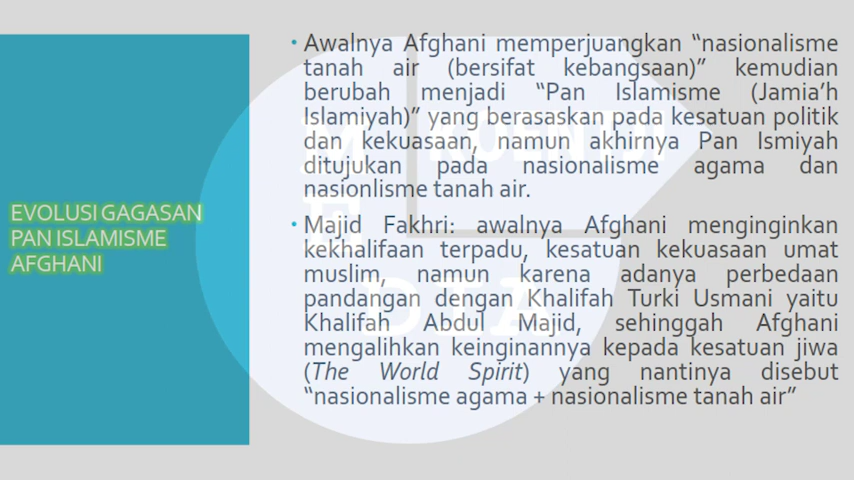 EVOLUSI GAGASAN
PAN ISLAMISME
AFGHANI
• Awalnya Afghani memperjuangkan “nasionalisme
tanah air (bersifat kebangsaan)” kemudian
berubah menjadi “Pan Islamisme (Jamia’h
Islamiyah)” yang berasaskan pada kesatuan politik
dan kekuasaan, namun akhirnya Pan Ismiyah
ditujukan pada nasionalisme agama dan
nasionlisme tanah air.
• Majid Fakhri: awalnya Afghani menginginkan
kekhalifaan terpadu, kesatuan kekuasaan umat
muslim, namun karena adanya perbedaan
pandangan dengan Khalifah Turki Usmani yaitu
Khalifah Abdul Majid, sehinggah Afghani
mengalihkan keinginannya kepada kesatuan jiwa
(The World Spirit) yang nantinya disebut
“nasionalisme agama + nasionalisme tanah air”